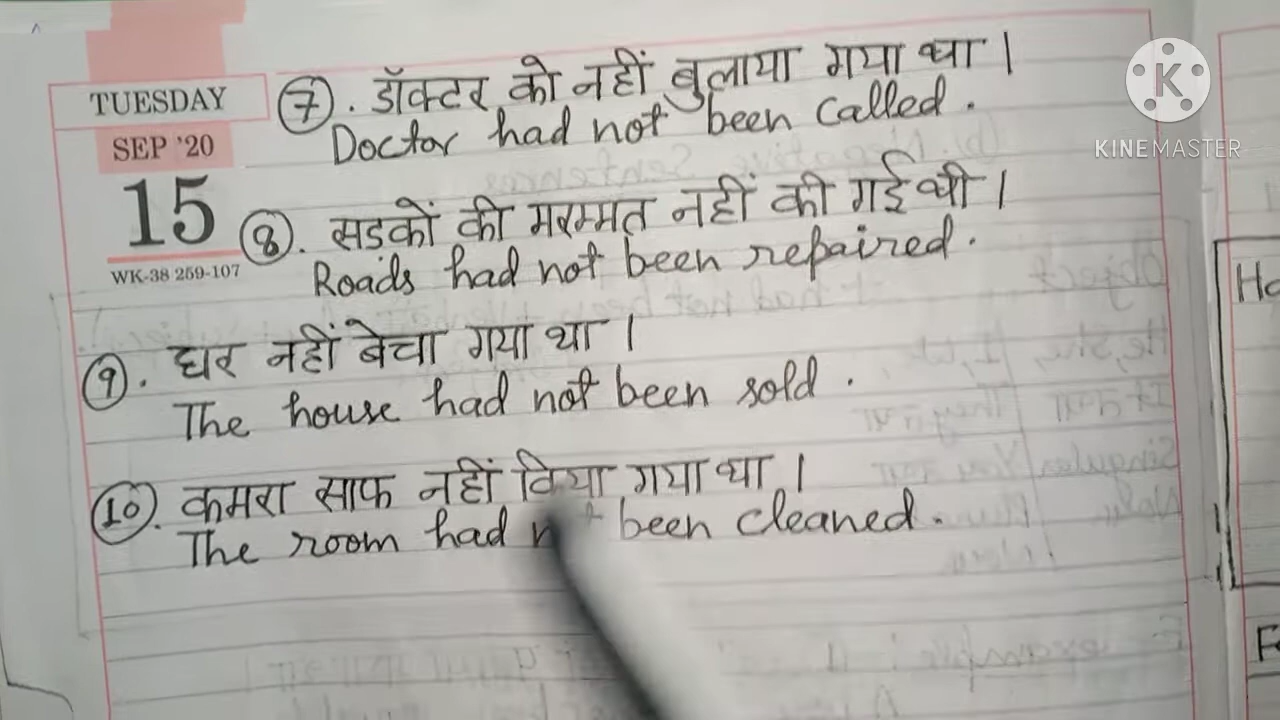 TUESDAY
SEP '20
15
WK-38 259-107
7. डॉक्टर को नहीं बुलाया गया था।
Doctor had not been called.
8. सड़कों की मरम्मत नहीं की गई थी।
Roads had not been repaired.
9. घर नहीं बेचा गया था।
The house had not been sold.
10. कमरा साफ नहीं किया गया था।
The room had not been cleaned.
K
KINEMASTER